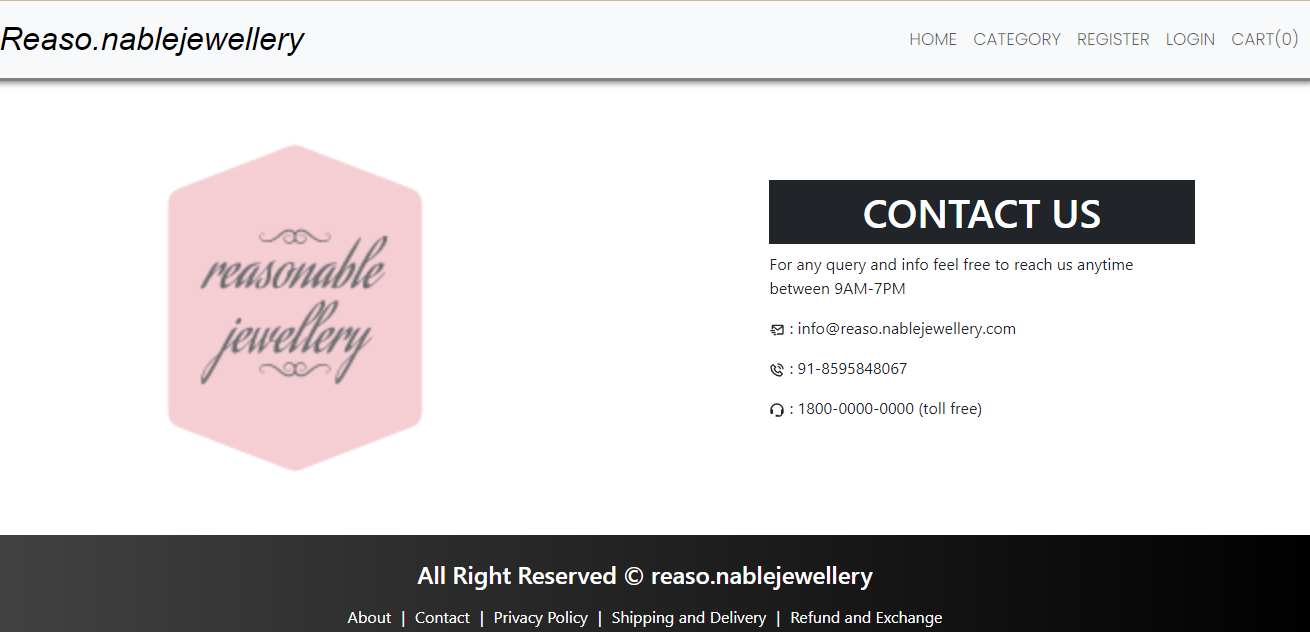 Reaso.nablejewellery
HOME CATEGORY REGISTER LOGIN CART(0)
reasonable
jewellery
CONTACT US
For any query and info feel free to reach us anytime
between 9AM-7PM
: info@reaso.nablejewellery.com
: 91-8595848067
: 1800-0000-0000 (toll free)
All Right Reserved © reaso.nablejewellery
About | Contact | Privacy Policy | Shipping and Delivery | Refund and Exchange